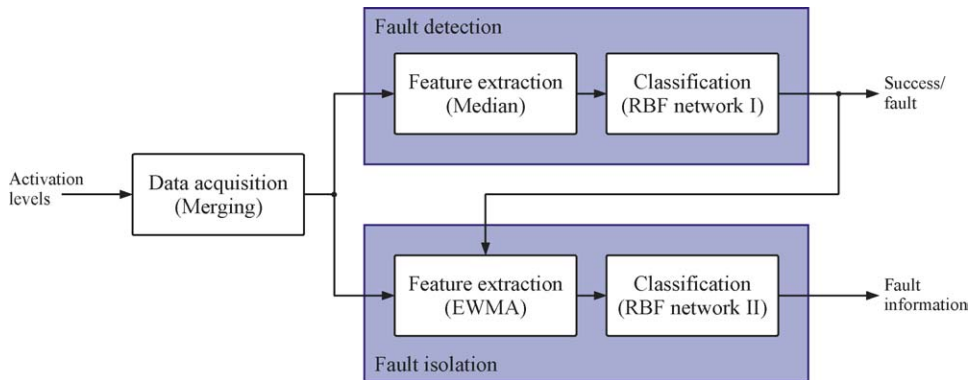 Fault detection
Feature extraction
(Median)
Classification
(RBF network I)
Success/
fault
Activation
levels
Data acquisition
(Merging)
Feature extraction
(EWMA)
Classification
(RBF network II)
Fault
information
Fault isolation